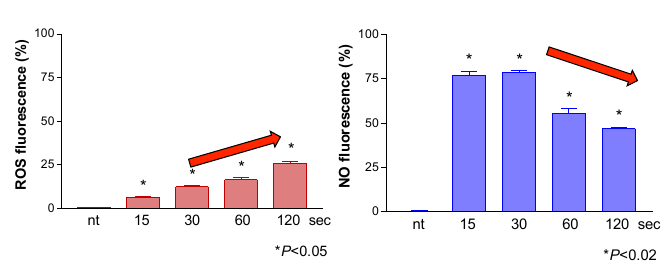 ROS fluorescence (%)
100
75
50
25
0
* * * *
nt 15 30 60 120 sec
*P<0.05
NO fluorescence (%)
100
75
50
25
0
* * * *
nt 15 30 60 120 sec
*P<0.02